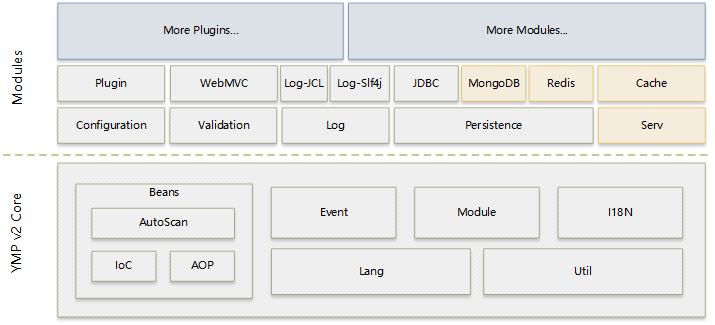 Modules
More Plugins...
More Modules...
Plugin
WebMVC
Log-JCL
Log-Slf4j
JDBC
MongoDB
Redis
Cache
Configuration
Validation
Log
Persistence
Serv
YMP v2 Core
Beans
AutoScan
IoC
AOP
Event
Module
I18N
Lang
Util